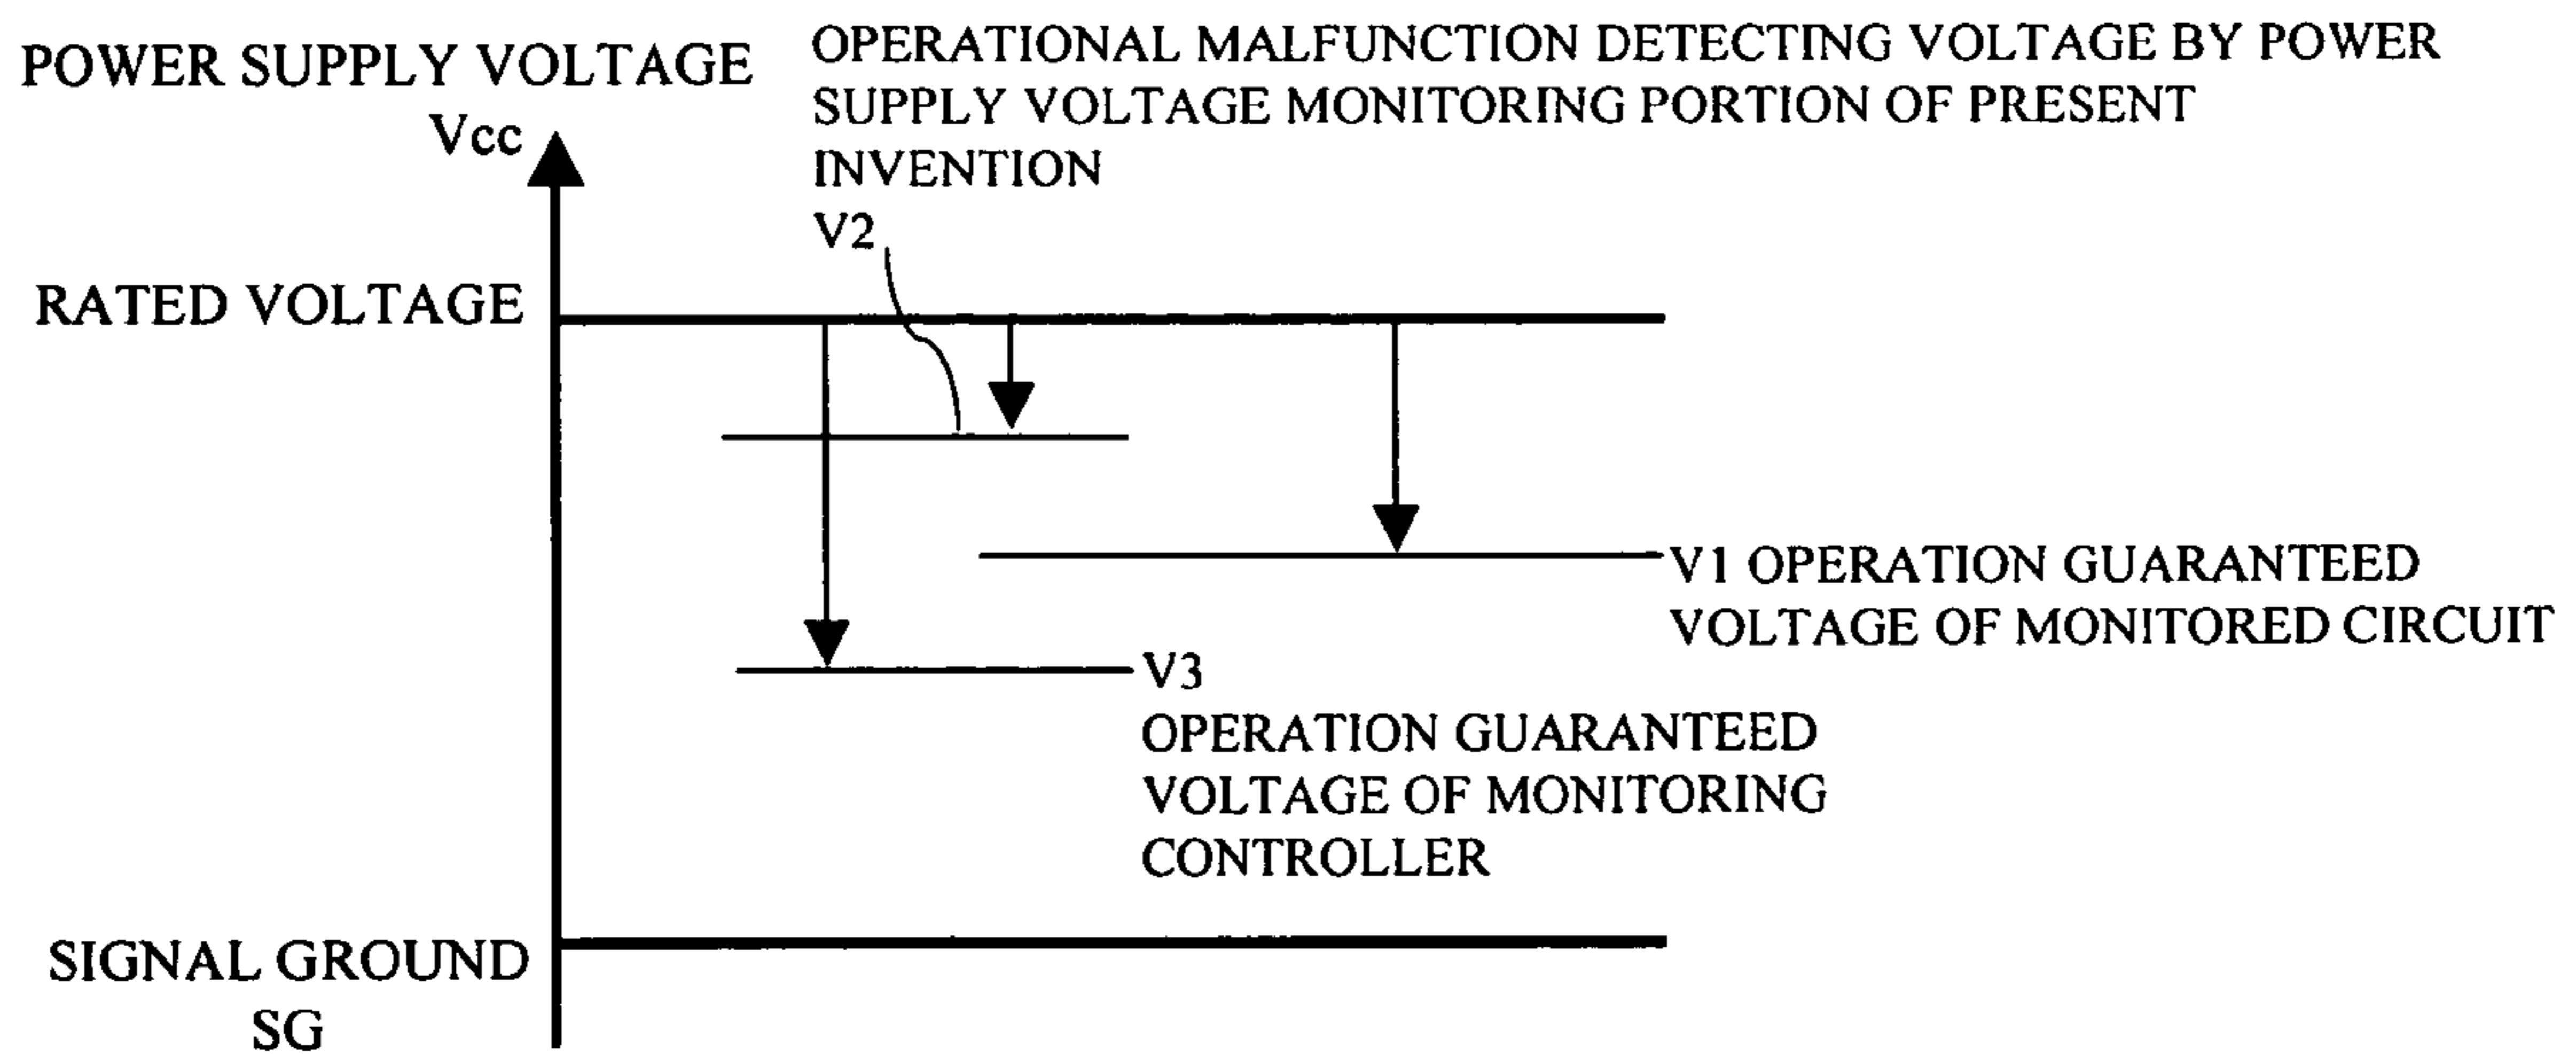 POWER SUPPLY VOLTAGE
Vcc
OPERATIONAL MALFUNCTION DETECTING VOLTAGE BY POWER
SUPPLY VOLTAGE MONITORING PORTION OF PRESENT
INVENTION
V2
RATED VOLTAGE
V1 OPERATION GUARANTEED
VOLTAGE OF MONITORED CIRCUIT
V3
OPERATION GUARANTEED
VOLTAGE OF MONITORING
CONTROLLER
SIGNAL GROUND
SG